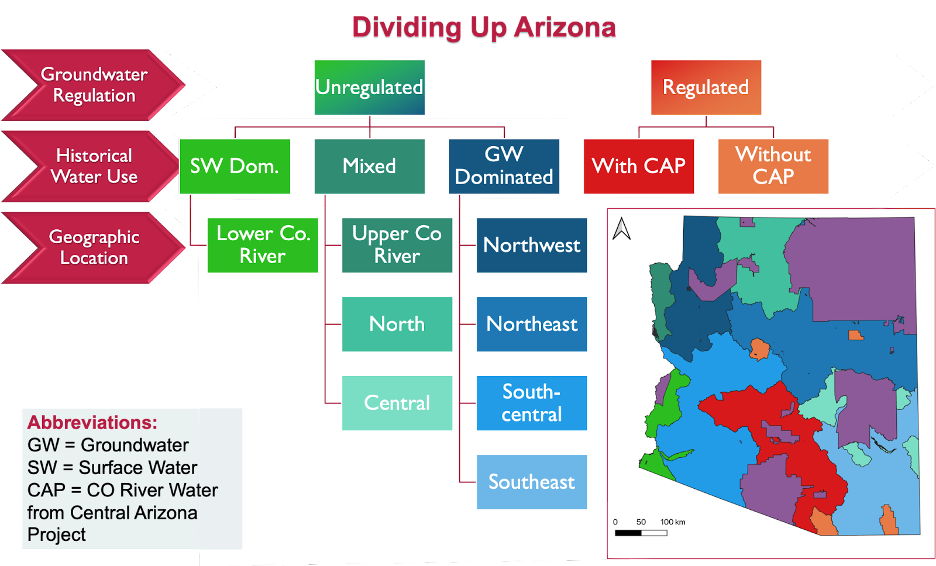 Dividing Up Arizona
Groundwater
Regulation
Unregulated
Regulated
Historical
Water Use
SW Dom.
Mixed
GW
Dominated
With CAP
Without
CAP
Geographic
Location
Lower Co.
River
Upper Co
River
Northwest
North
Northeast
Central
South-
central
Southeast
Abbreviations:
GW = Groundwater
SW = Surface Water
CAP = CO River Water
from Central Arizona
Project
0 50 100 km